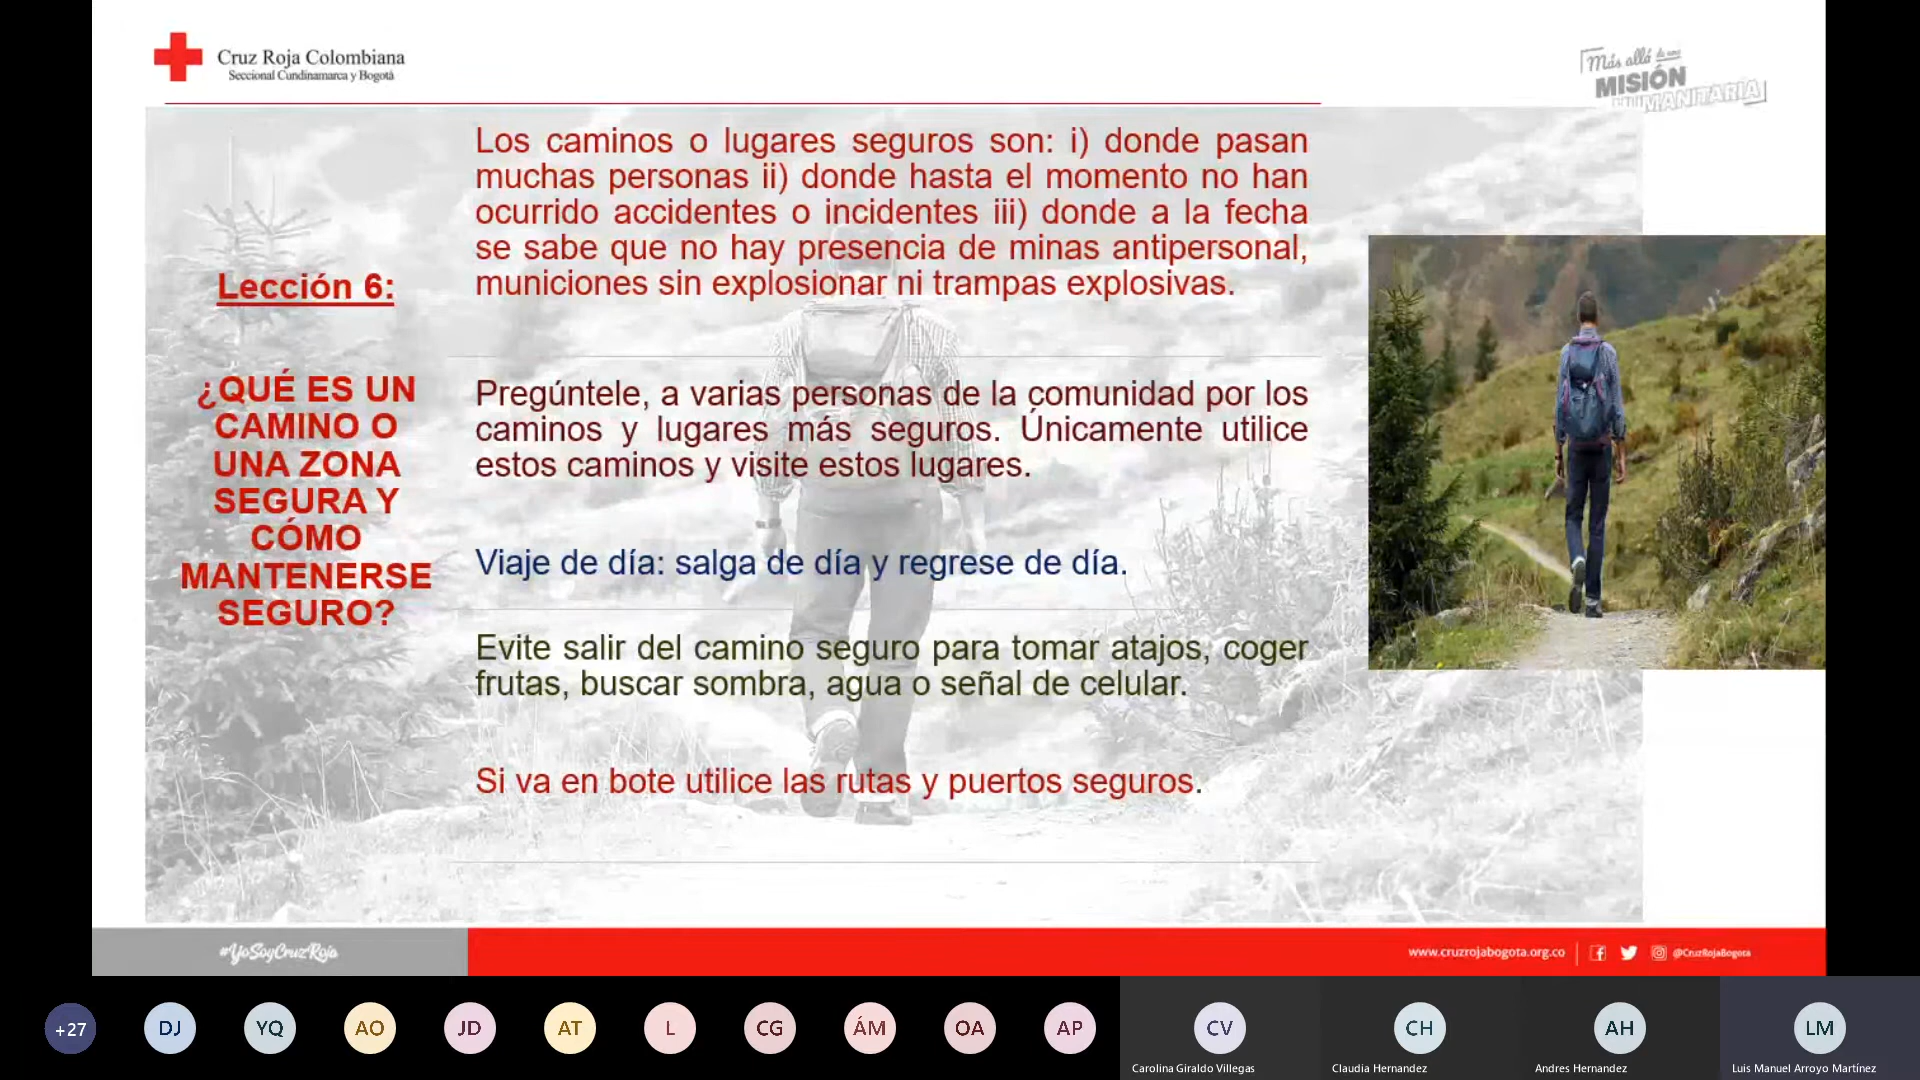 Cruz Roja Colombiana
Seccional Cundinamarca y Bogotá
Más allá de una
MISIÓN
HUMANITARIA
Lección 6:
¿QUÉ ES UN
CAMINO O
UNA ZONA
SEGURA Y
CÓMO
MANTENERSE
SEGURO?
Los caminos o lugares seguros son: i) donde pasan
muchas personas ii) donde hasta el momento no han
ocurrido accidentes o incidentes iii) donde a la fecha
se sabe que no hay presencia de minas antipersonal,
municiones sin explosionar ni trampas explosivas.
Pregúntele, a varias personas de la comunidad por los
caminos y lugares más seguros. Únicamente utilice
estos caminos y visite estos lugares.
Viaje de día: salga de día y regrese de día.
Evite salir del camino seguro para tomar atajos, coger
frutas, buscar sombra, agua o señal de celular.
Si va en bote utilice las rutas y puertos seguros.
#YoSoyCruzRoja
www.cruzrojabogota.org.co
@CruzRojaBogota
+27
DJ
YQ
AO
JD
AT
L
CG
ÁM
OA
AP
CV
CH
AH
LM
Carolina Giraldo Villegas
Claudia Hernandez
Andres Hernandez
Luis Manuel Arroyo Martínez